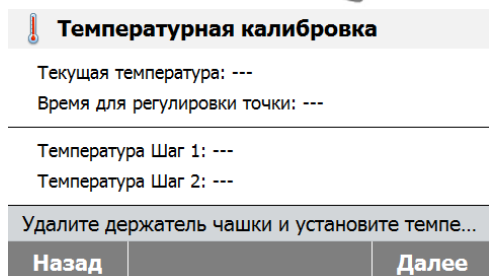 Температурная калибровка
Текущая температура: ---
Время для регулировки точки: ---
Температура Шаг 1: ---
Температура Шаг 2: ---
Удалите держатель чашки и установите темпе...
Назад Далее